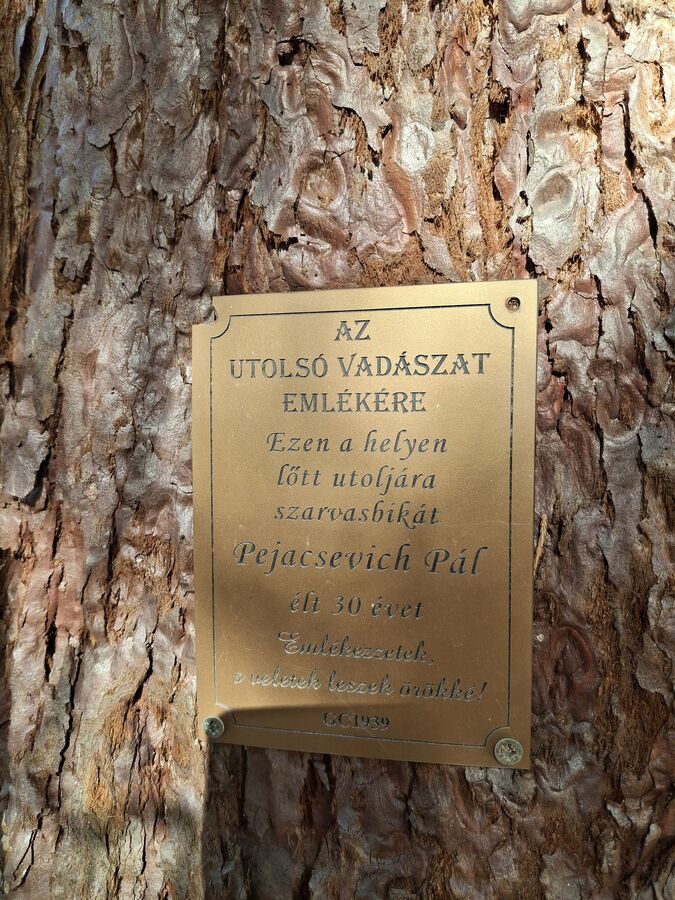 AZ
UTOLSÓ VADÁSZAT
EMLÉKÉRE
Ezen a helyen
lőtt utoljára
szarvasbikát
Pejacsevich Pál
élt 30 évet
Emlékezzetek,
s veletek leszek örökké!
GC1939